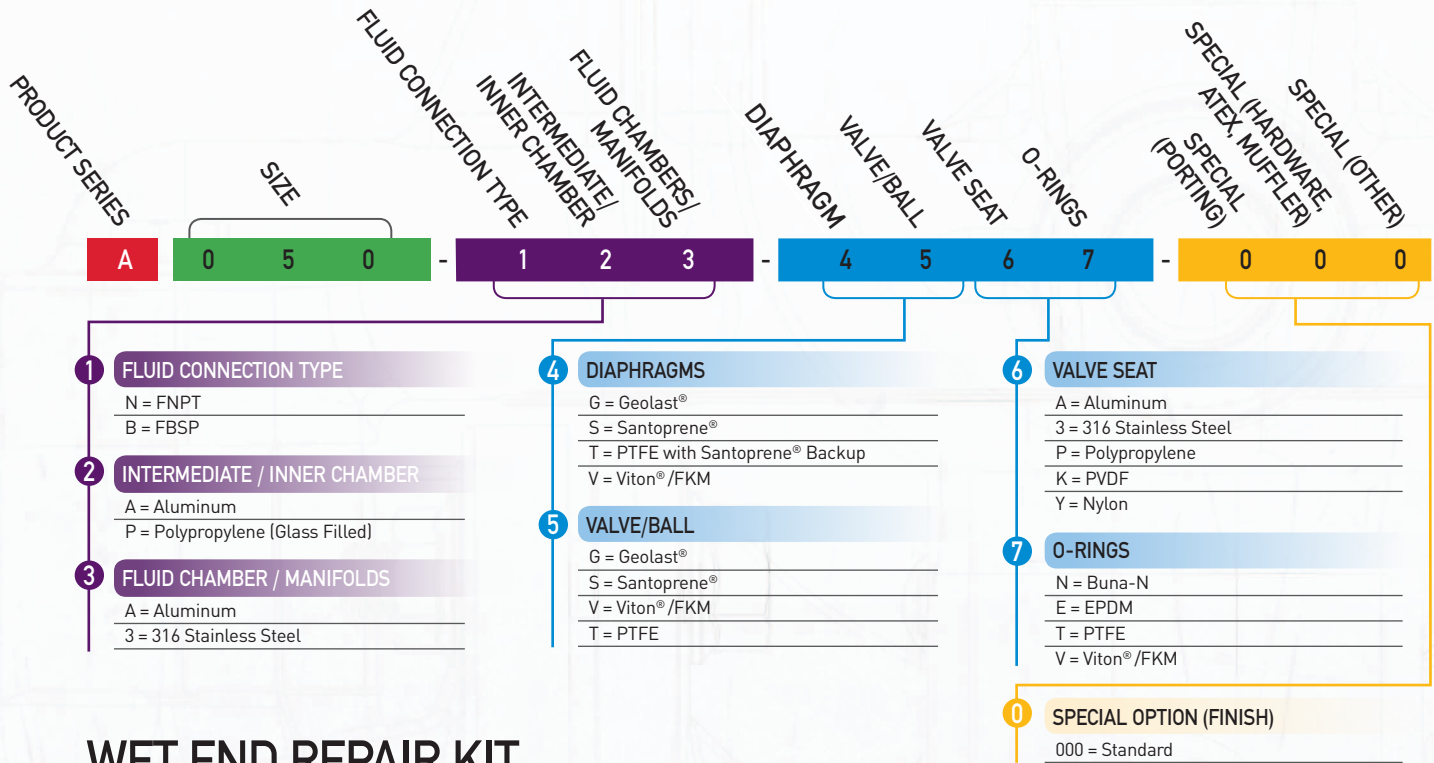 PRODUCT SERIES
SIZE
FLUID CONNECTION TYPE
INTERMEDIATE/
INNER CHAMBER
FLUID CHAMBERS/
MANIFOLDS
DIAPHRAGM
VALVE/BALL
VALVE SEAT
O-RINGS
SPECIAL
(PORTING)
SPECIAL (HARDWARE,
ATEX, MUFFLER)
SPECIAL (OTHER)
A 0 5 0 - 1 2 3 - 4 5 6 7 - 0 0 0
1 FLUID CONNECTION TYPE
N = FNPT
B = FBSP
2 INTERMEDIATE / INNER CHAMBER
A = Aluminum
P = Polypropylene (Glass Filled)
3 FLUID CHAMBER / MANIFOLDS
A = Aluminum
3 = 316 Stainless Steel
4 DIAPHRAGMS
G = Geolast®
S = Santoprene®
T = PTFE with Santoprene® Backup
V = Viton®/FKM
5 VALVE/BALL
G = Geolast®
S = Santoprene®
V = Viton®/FKM
T = PTFE
6 VALVE SEAT
A = Aluminum
3 = 316 Stainless Steel
P = Polypropylene
K = PVDF
Y = Nylon
7 O-RINGS
N = Buna-N
E = EPDM
T = PTFE
V = Viton®/FKM
0 SPECIAL OPTION (FINISH)
000 = Standard
WET END REPAIR KIT